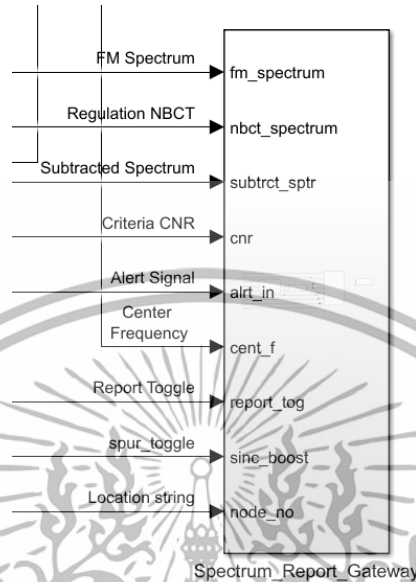 FM Spectrum
fm_spectrum
Regulation NBCT
nbct_spectrum
Subtracted Spectrum
subtrct_sptr
Criteria CNR
cnr
Alert Signal
alrt_in
Center
Frequency
cent_f
Report Toggle
report_tog
spur_toggle
sinc_boost
Location string
node_no
Spectrum_Report_Gateway